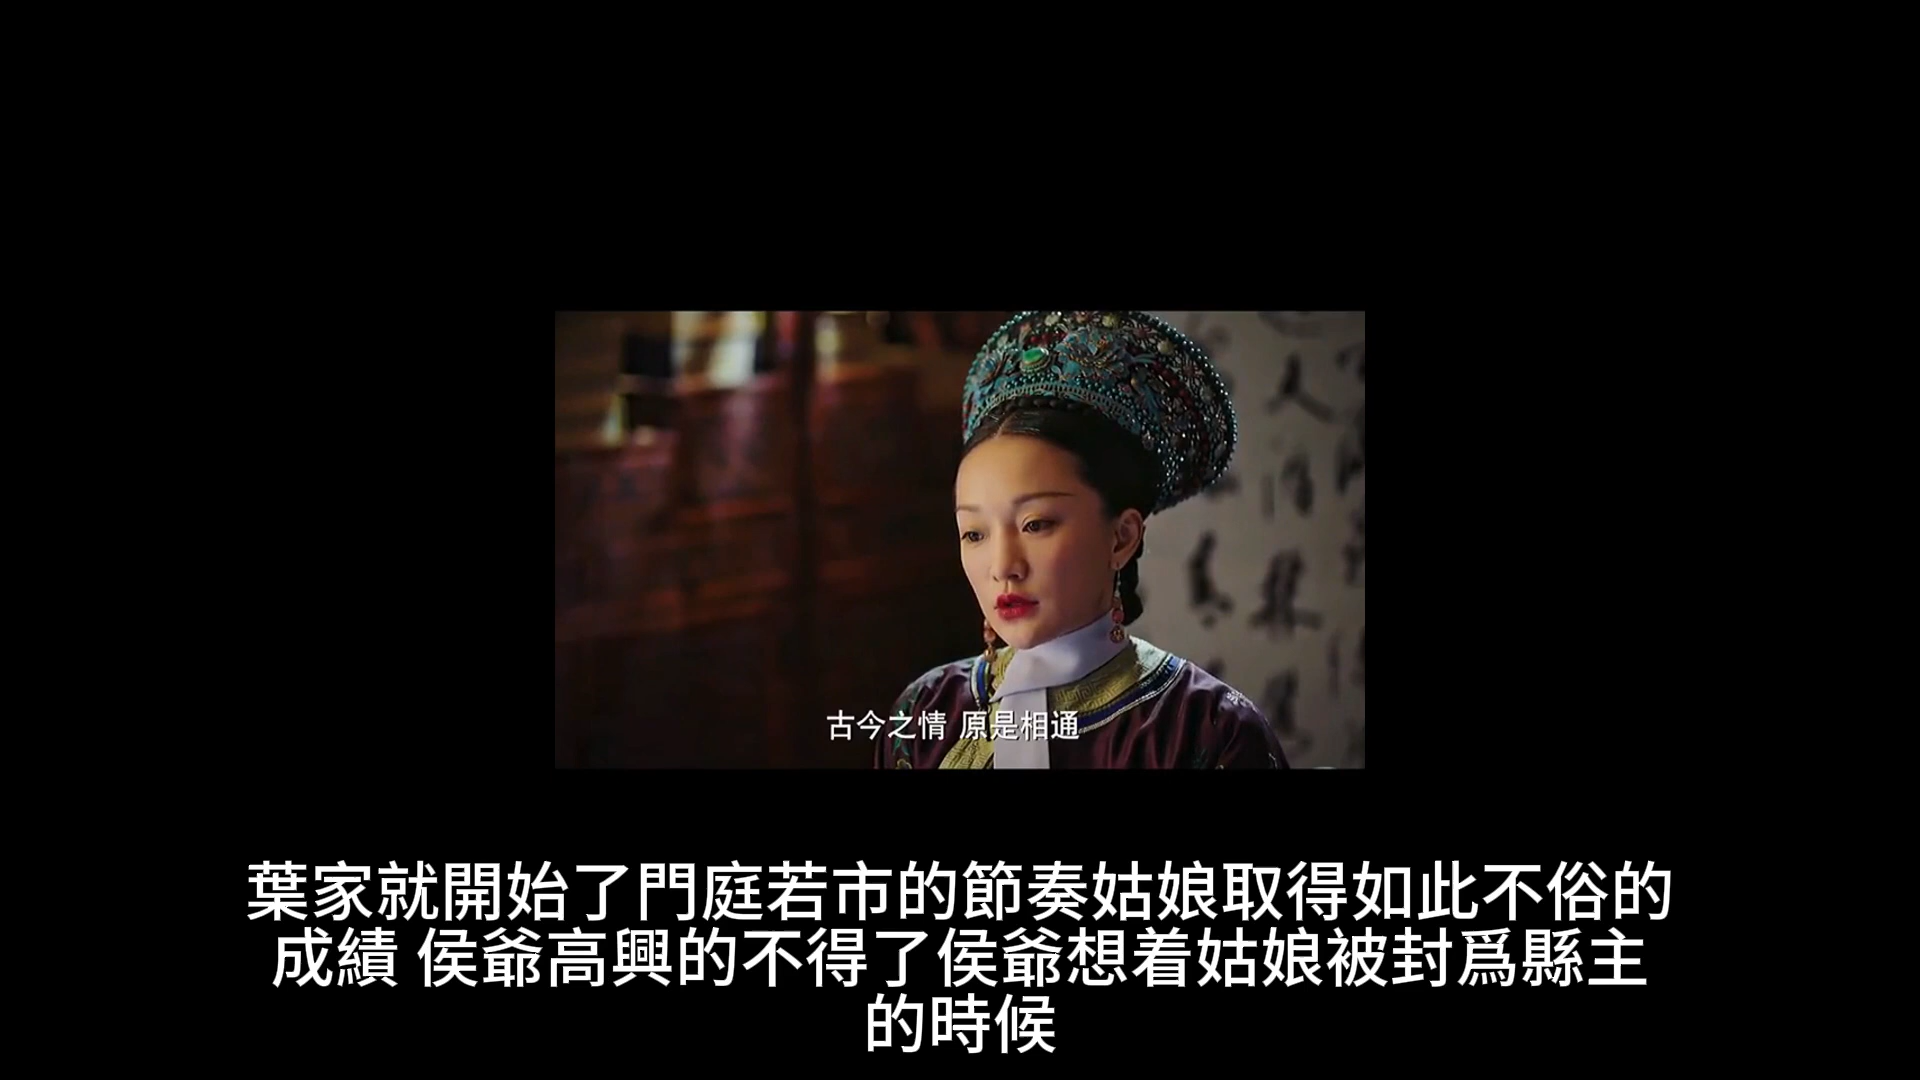 古今之情 原是相通
葉家就開始了門庭若市的節奏姑娘取得如此不俗的
成績 侯爺高興的不得了侯爺想着姑娘被封爲縣主
的時候